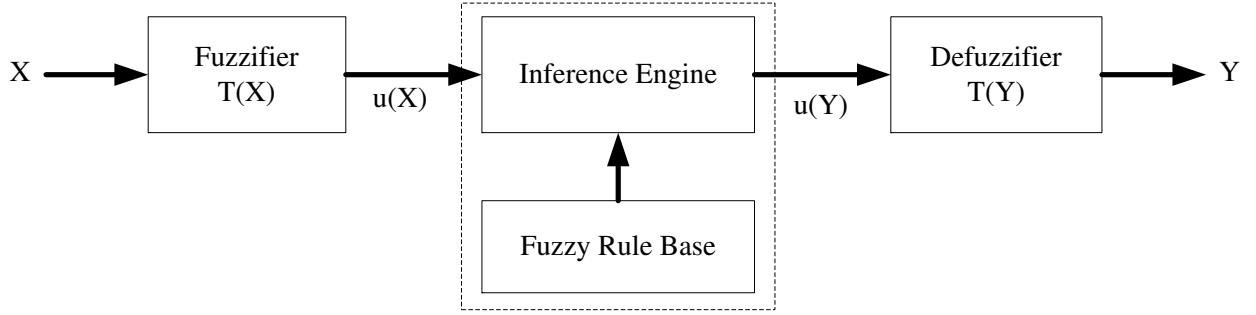 X
Fuzzifier
T(X)
u(X)
Inference Engine
u(Y)
Defuzzifier
T(Y)
Y
Fuzzy Rule Base